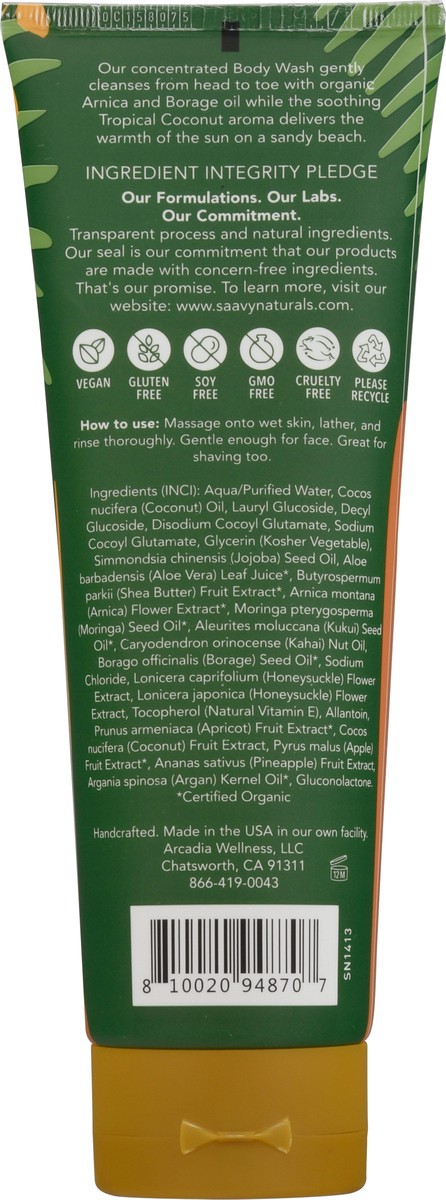 OC158075
Our concentrated Body Wash gently
cleanses from head to toe with organic
Arnica and Borage oil while the soothing
Tropical Coconut aroma delivers the
warmth of the sun on a sandy beach.
INGREDIENT INTEGRITY PLEDGE
Our Formulations. Our Labs.
Our Commitment.
Transparent process and natural ingredients.
Our seal is our commitment that our products
are made with concern-free ingredients.
That's our promise. To learn more, visit our
website: www.saavynaturals.com.
VEGAN GLUTEN FREE SOY FREE GMO FREE CRUELTY FREE PLEASE RECYCLE
How to use: Massage onto wet skin, lather, and
rinse thoroughly. Gentle enough for face. Great for
shaving too.
Ingredients (INCI): Aqua/Purified Water, Cocos
nucifera (Coconut) Oil, Lauryl Glucoside, Decyl
Glucoside, Disodium Cocoyl Glutamate, Sodium
Cocoyl Glutamate, Glycerin (Kosher Vegetable),
Simmondsia chinensis (Jojoba) Seed Oil, Aloe
barbadensis (Aloe Vera) Leaf Juice*, Butyrospermum
parkii (Shea Butter) Fruit Extract*, Arnica montana
(Arnica) Flower Extract*, Moringa pterygosperma
(Moringa) Seed Oil*, Aleurites moluccana (Kukui) Seed
Oil*, Caryodendron orinocense (Kahai) Nut Oil,
Borago officinalis (Borage) Seed Oil*, Sodium
Chloride, Lonicera caprifolium (Honeysuckle) Flower
Extract, Lonicera japonica (Honeysuckle) Flower
Extract, Tocopherol (Natural Vitamin E), Allantoin,
Prunus armeniaca (Apricot) Fruit Extract*, Cocos
nucifera (Coconut) Fruit Extract, Pyrus malus (Apple)
Fruit Extract*, Ananas sativus (Pineapple) Fruit Extract,
Argania spinosa (Argan) Kernel Oil*, Gluconolactone.
*Certified Organic
Handcrafted. Made in the USA in our own facility.
Arcadia Wellness, LLC
Chatsworth, CA 91311
866-419-0043
12M
SN1413
8 10020 94870 7